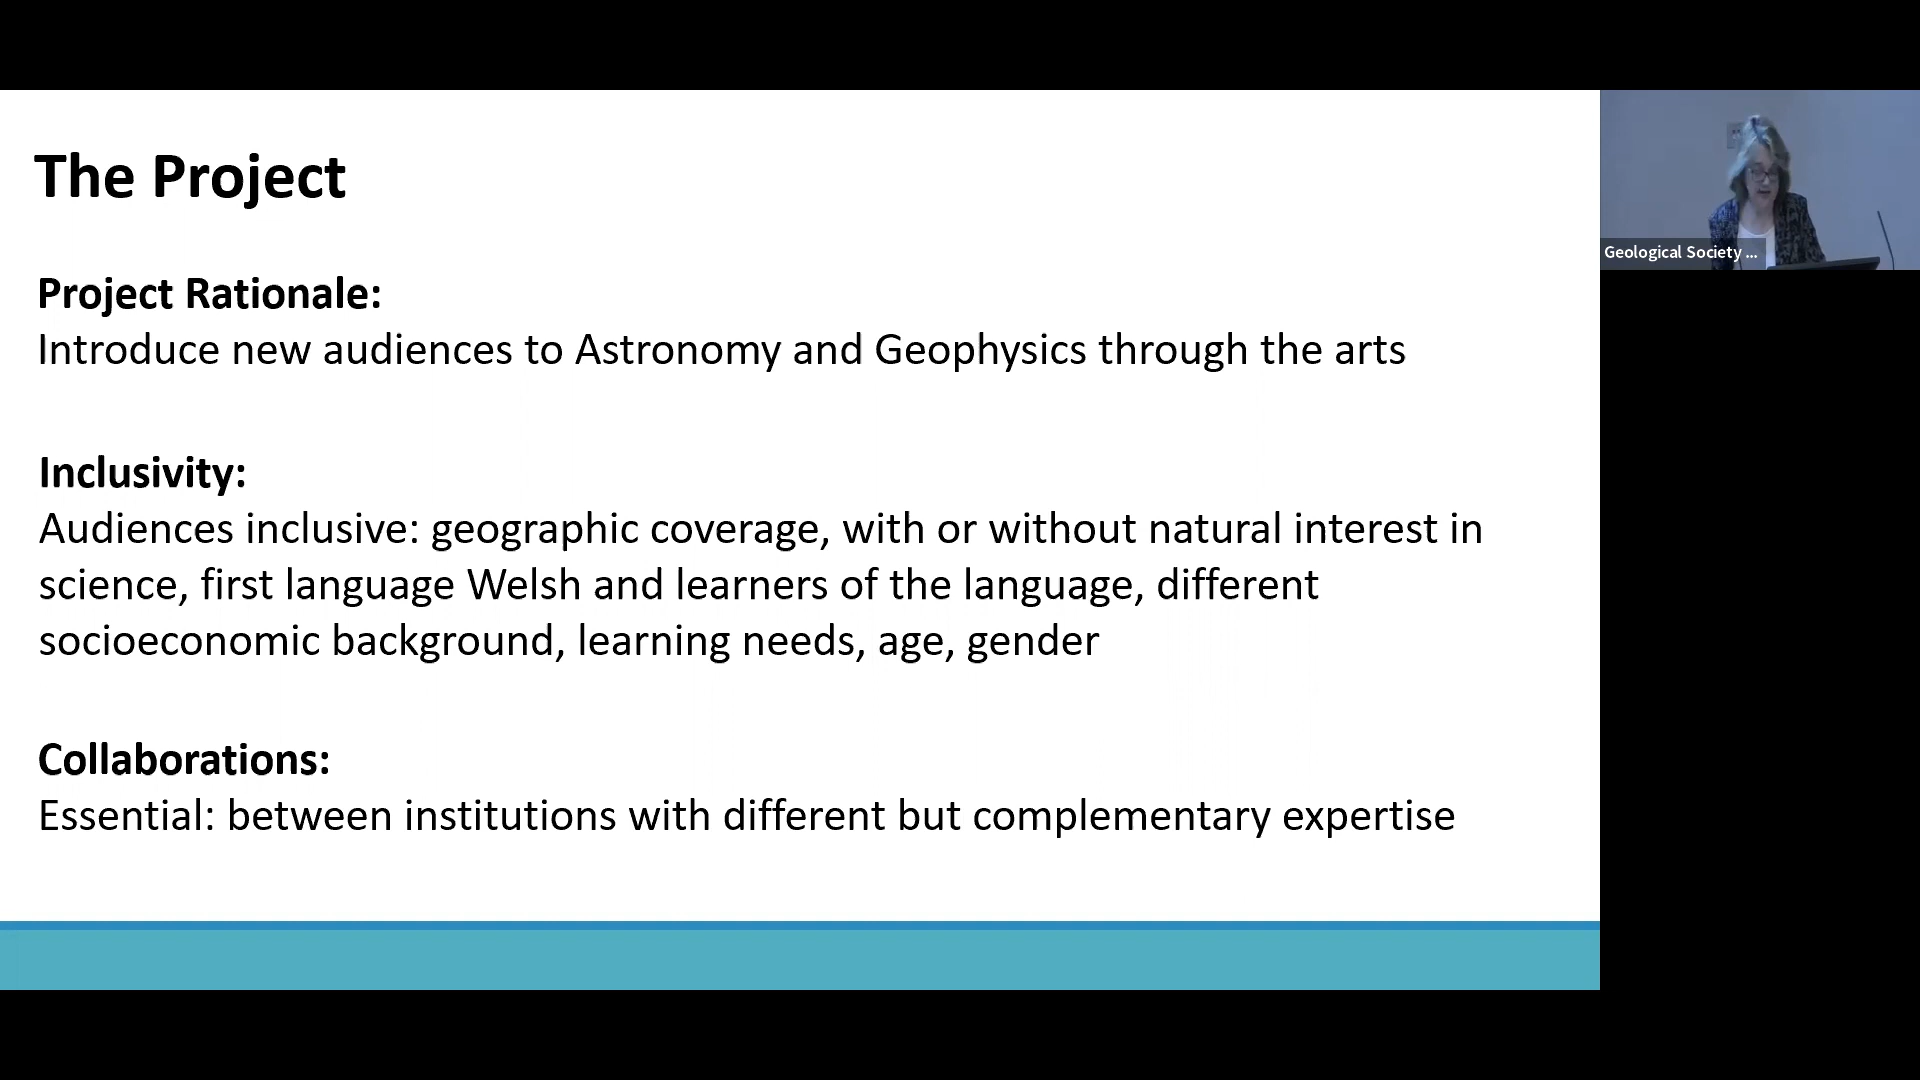 The Project
Project Rationale:
Introduce new audiences to Astronomy and Geophysics through the arts
Inclusivity:
Audiences inclusive: geographic coverage, with or without natural interest in
science, first language Welsh and learners of the language, different
socioeconomic background, learning needs, age, gender
Collaborations:
Essential: between institutions with different but complementary expertise
Geological Society ...